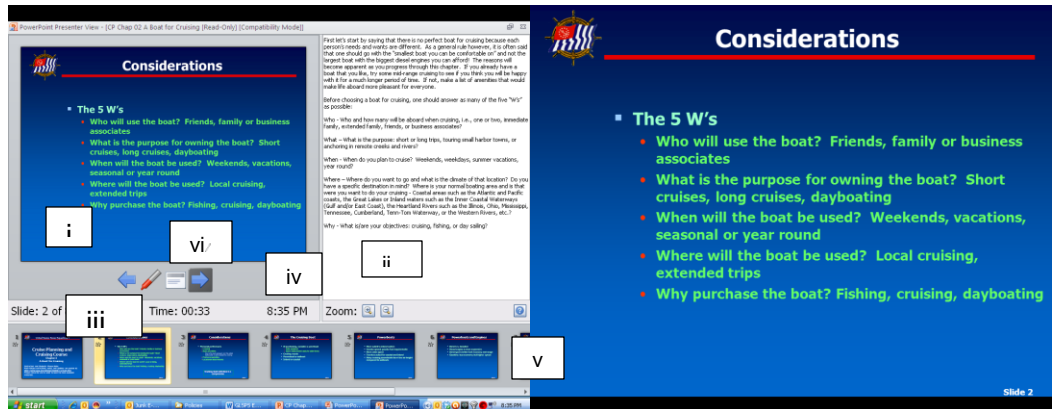 PowerPoint Presenter View - [CP Chap 02 A Boat for Cruising [Read-Only] [Compatibility Mode]]
Considerations
The 5 W's
Who will use the boat? Friends, family or business
associates
What is the purpose for owning the boat? Short
cruises, long cruises, dayboating
When will the boat be used? Weekends, vacations,
seasonal or year round
Where will the boat be used? Local cruising,
extended trips
Why purchase the boat? Fishing, cruising, dayboating
i
vi
iv
iii
Slide: 2 of
Time: 00:33
8:35 PM
First let's start by saying that there is no perfect boat for cruising because each
person's needs and wants are different. As a general rule however, it is often said
that one should go with the "smallest boat you can be comfortable on" and not the
largest boat with the biggest diesel engines you can afford! The reasons will
become apparent as you progress through this chapter. If you already have a
boat that you like, try some mid-range cruising to see if you think you will be happy
with it for a much longer period of time. If not, make a list of amenities that would
make life aboard more pleasant for everyone.
Before choosing a boat for cruising, one should answer as many of the five "W's"
as possible:
Who - Who and how many will be aboard when cruising, i.e., one or two, immediate
family, extended family, friends, or business associates?
What – What is the purpose: short or long trips, touring small harbor towns, or
anchoring in remote creeks and rivers?
When - When do you plan to cruise? Weekends, weekdays, summer vacations,
year round?
Where – Where do you want to go and what is the climate of that location? Do you
have a specific destination in mind? Where is your normal boating area and is that
were you want to do your cruising - Coastal areas such as the Atlantic and Pacific
coasts, the Great Lakes or Inland waters such as the Inner Coastal Waterways
(Gulf and/or East Coast), the Heartland Rivers such as the Illinois, Ohio, Mississippi,
Tennessee, Cumberland, Tenn-Tom Waterway, or the Western Rivers, etc.?
Why - What is/are your objectives: cruising, fishing, or day sailing?
ii
Zoom:
1
Cruise Planning and
Cruising Course
3
Considerations
4
5
6
v
start
8:35 PM
Considerations
The 5 W's
Who will use the boat? Friends, family or business
associates
What is the purpose for owning the boat? Short
cruises, long cruises, dayboating
When will the boat be used? Weekends, vacations,
seasonal or year round
Where will the boat be used? Local cruising,
extended trips
Why purchase the boat? Fishing, cruising, dayboating
Slide 2